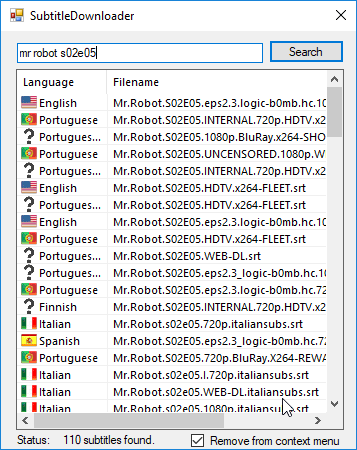 SubtitleDownloader
mr robot s02e05
Search
Language Filename
English Mr.Robot.S02E05.eps2.3.logic-b0mb.hc.10
Portuguese Mr.Robot.S02E05.INTERNAL.720p.HDTV.x
Portugues... Mr.Robot.S02E05.1080p.BluRay.x264-SHO
Portuguese Mr.Robot.S02E05.UNCENSORED.1080p.W
Portugues... Mr.Robot.S02E05.INTERNAL.720p.HDTV.x
English Mr.Robot.S02E05.HDTV.x264-FLEET.srt
Portuguese Mr.Robot.S02E05.HDTV.x264-FLEET.srt
English Mr.Robot.S02E05.eps2.3.logic-b0mb.hc.10
Portuguese Mr.Robot.S02E05.HDTV.x264-FLEET.srt
Portugues... Mr.Robot.S02E05.WEB-DL.srt
Portugues... Mr.Robot.S02E05.eps2.3_logic-b0mb.hc.10
Portuguese Mr.Robot.S02E05.eps2.3_logic-b0mb.hc.72
Finnish Mr.Robot.S02E05.INTERNAL.720p.HDTV.x
Italian Mr.Robot.s02e05.720p.italiansubs.srt
Spanish Mr.Robot.S02E05.eps2.3.logic-b0mb.hc.72
Portuguese Mr.Robot.S02E05.720p.BluRay.X264-REWA
Italian Mr.Robot.s02e05.I.720p.italiansubs.srt
Italian Mr.Robot.s02e05.WEB-DL.italiansubs.srt
Italian Mr.Robot.s02e05.1080p.italiansubs.srt
Status: 110 subtitles found. Remove from context menu